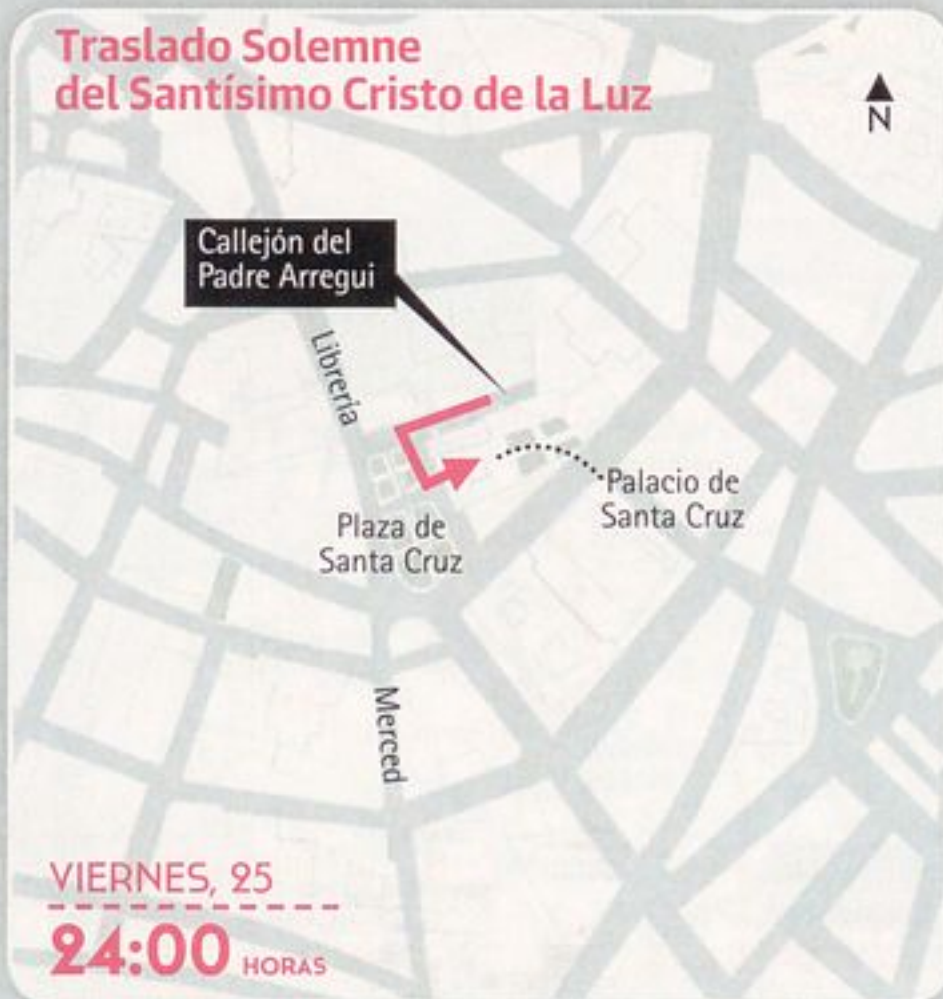 Traslado Solemne
del Santísimo Cristo de la Luz
N
Callejón del
Padre Arregui
Librería
Palacio de
Santa Cruz
Plaza de
Santa Cruz
Merced
VIERNES, 25
24:00 HORAS